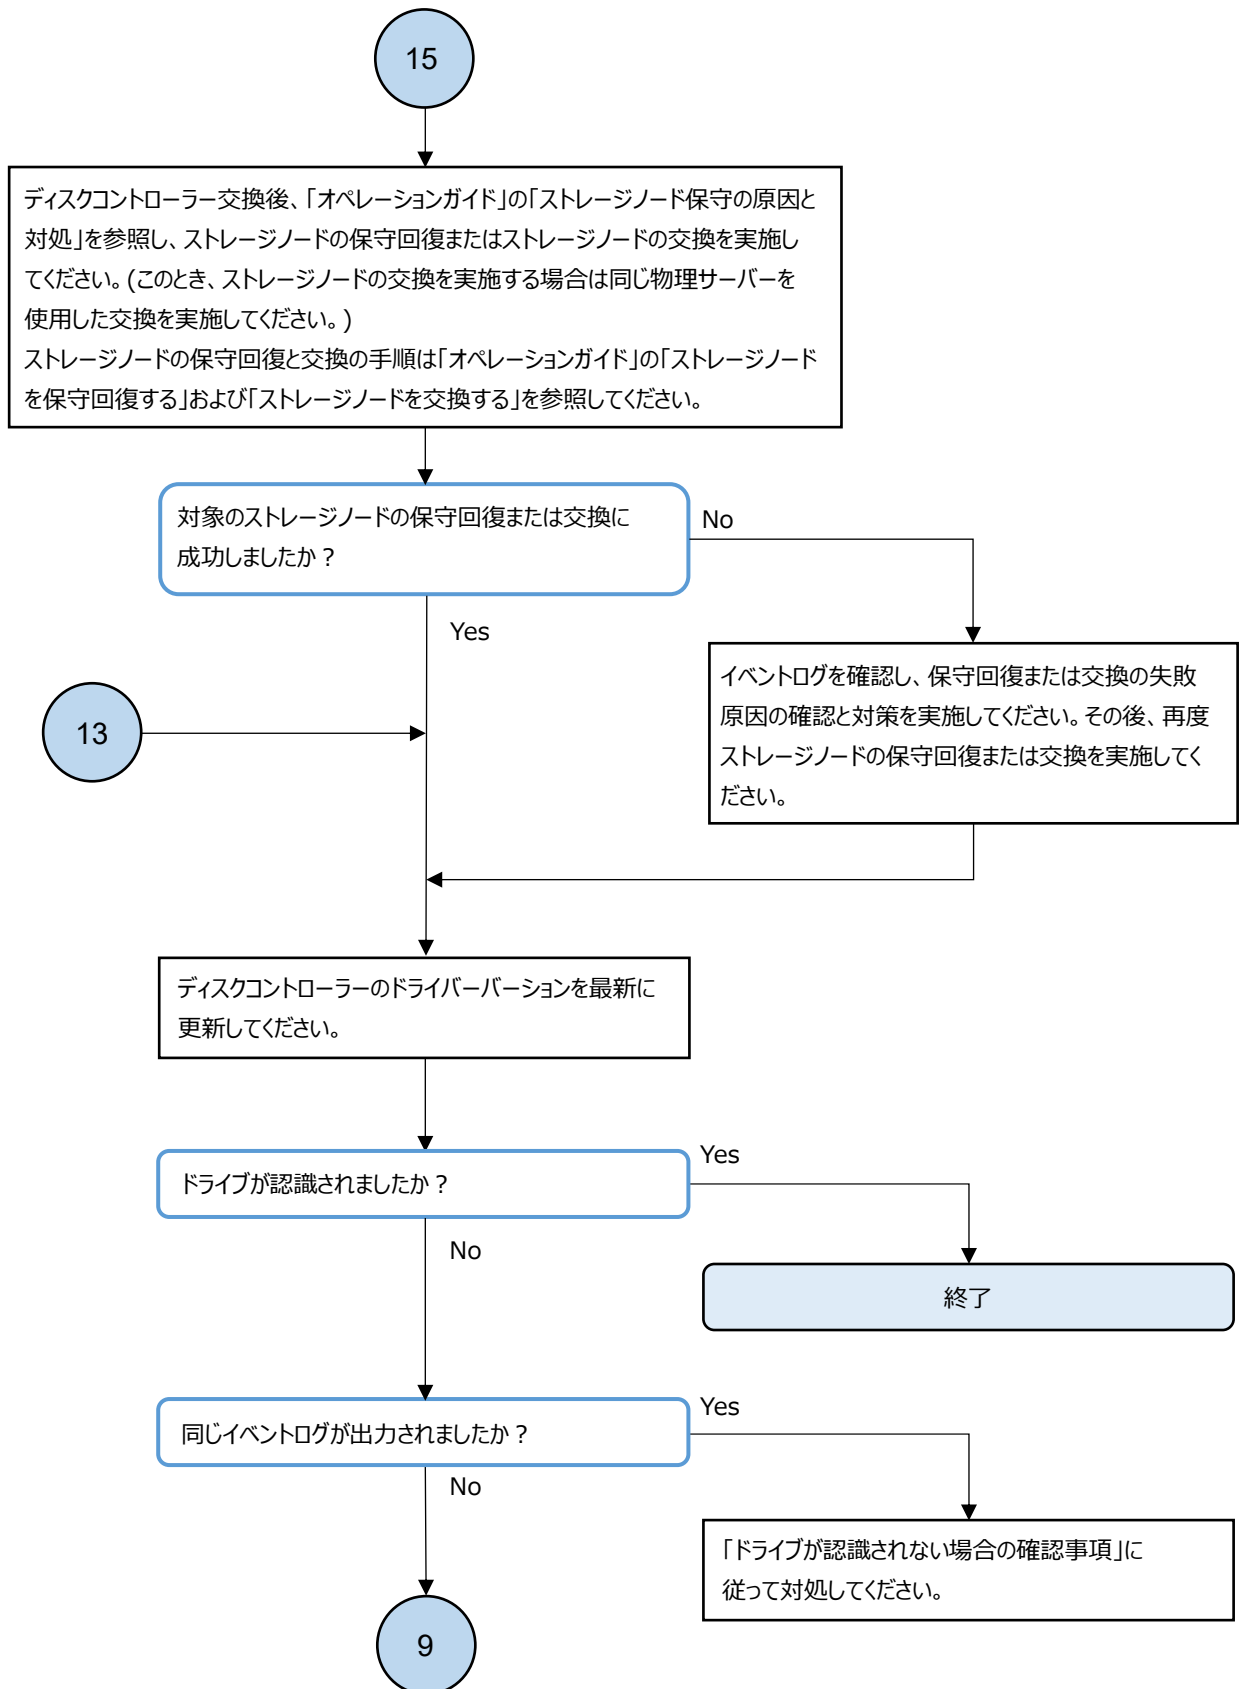 15
ディスクコントローラー交換後、「オペレーションガイド」の「ストレージノード保守の原因と
対処」を参照し、ストレージノードの保守回復またはストレージノードの交換を実施し
てください。(このとき、ストレージノードの交換を実施する場合は同じ物理サーバーを
使用した交換を実施してください。)
ストレージノードの保守回復と交換の手順は「オペレーションガイド」の「ストレージノード
を保守回復する」および「ストレージノードを交換する」を参照してください。
対象のストレージノードの保守回復または交換に
成功しましたか？
No
Yes
イベントログを確認し、保守回復または交換の失敗
原因の確認と対策を実施してください。その後、再度
ストレージノードの保守回復または交換を実施してく
ださい。
13
ディスクコントローラーのドライバーバージョンを最新に
更新してください。
ドライブが認識されましたか？
Yes
No
終了
同じイベントログが出力されましたか？
Yes
No
「ドライブが認識されない場合の確認事項」に
従って対処してください。
9